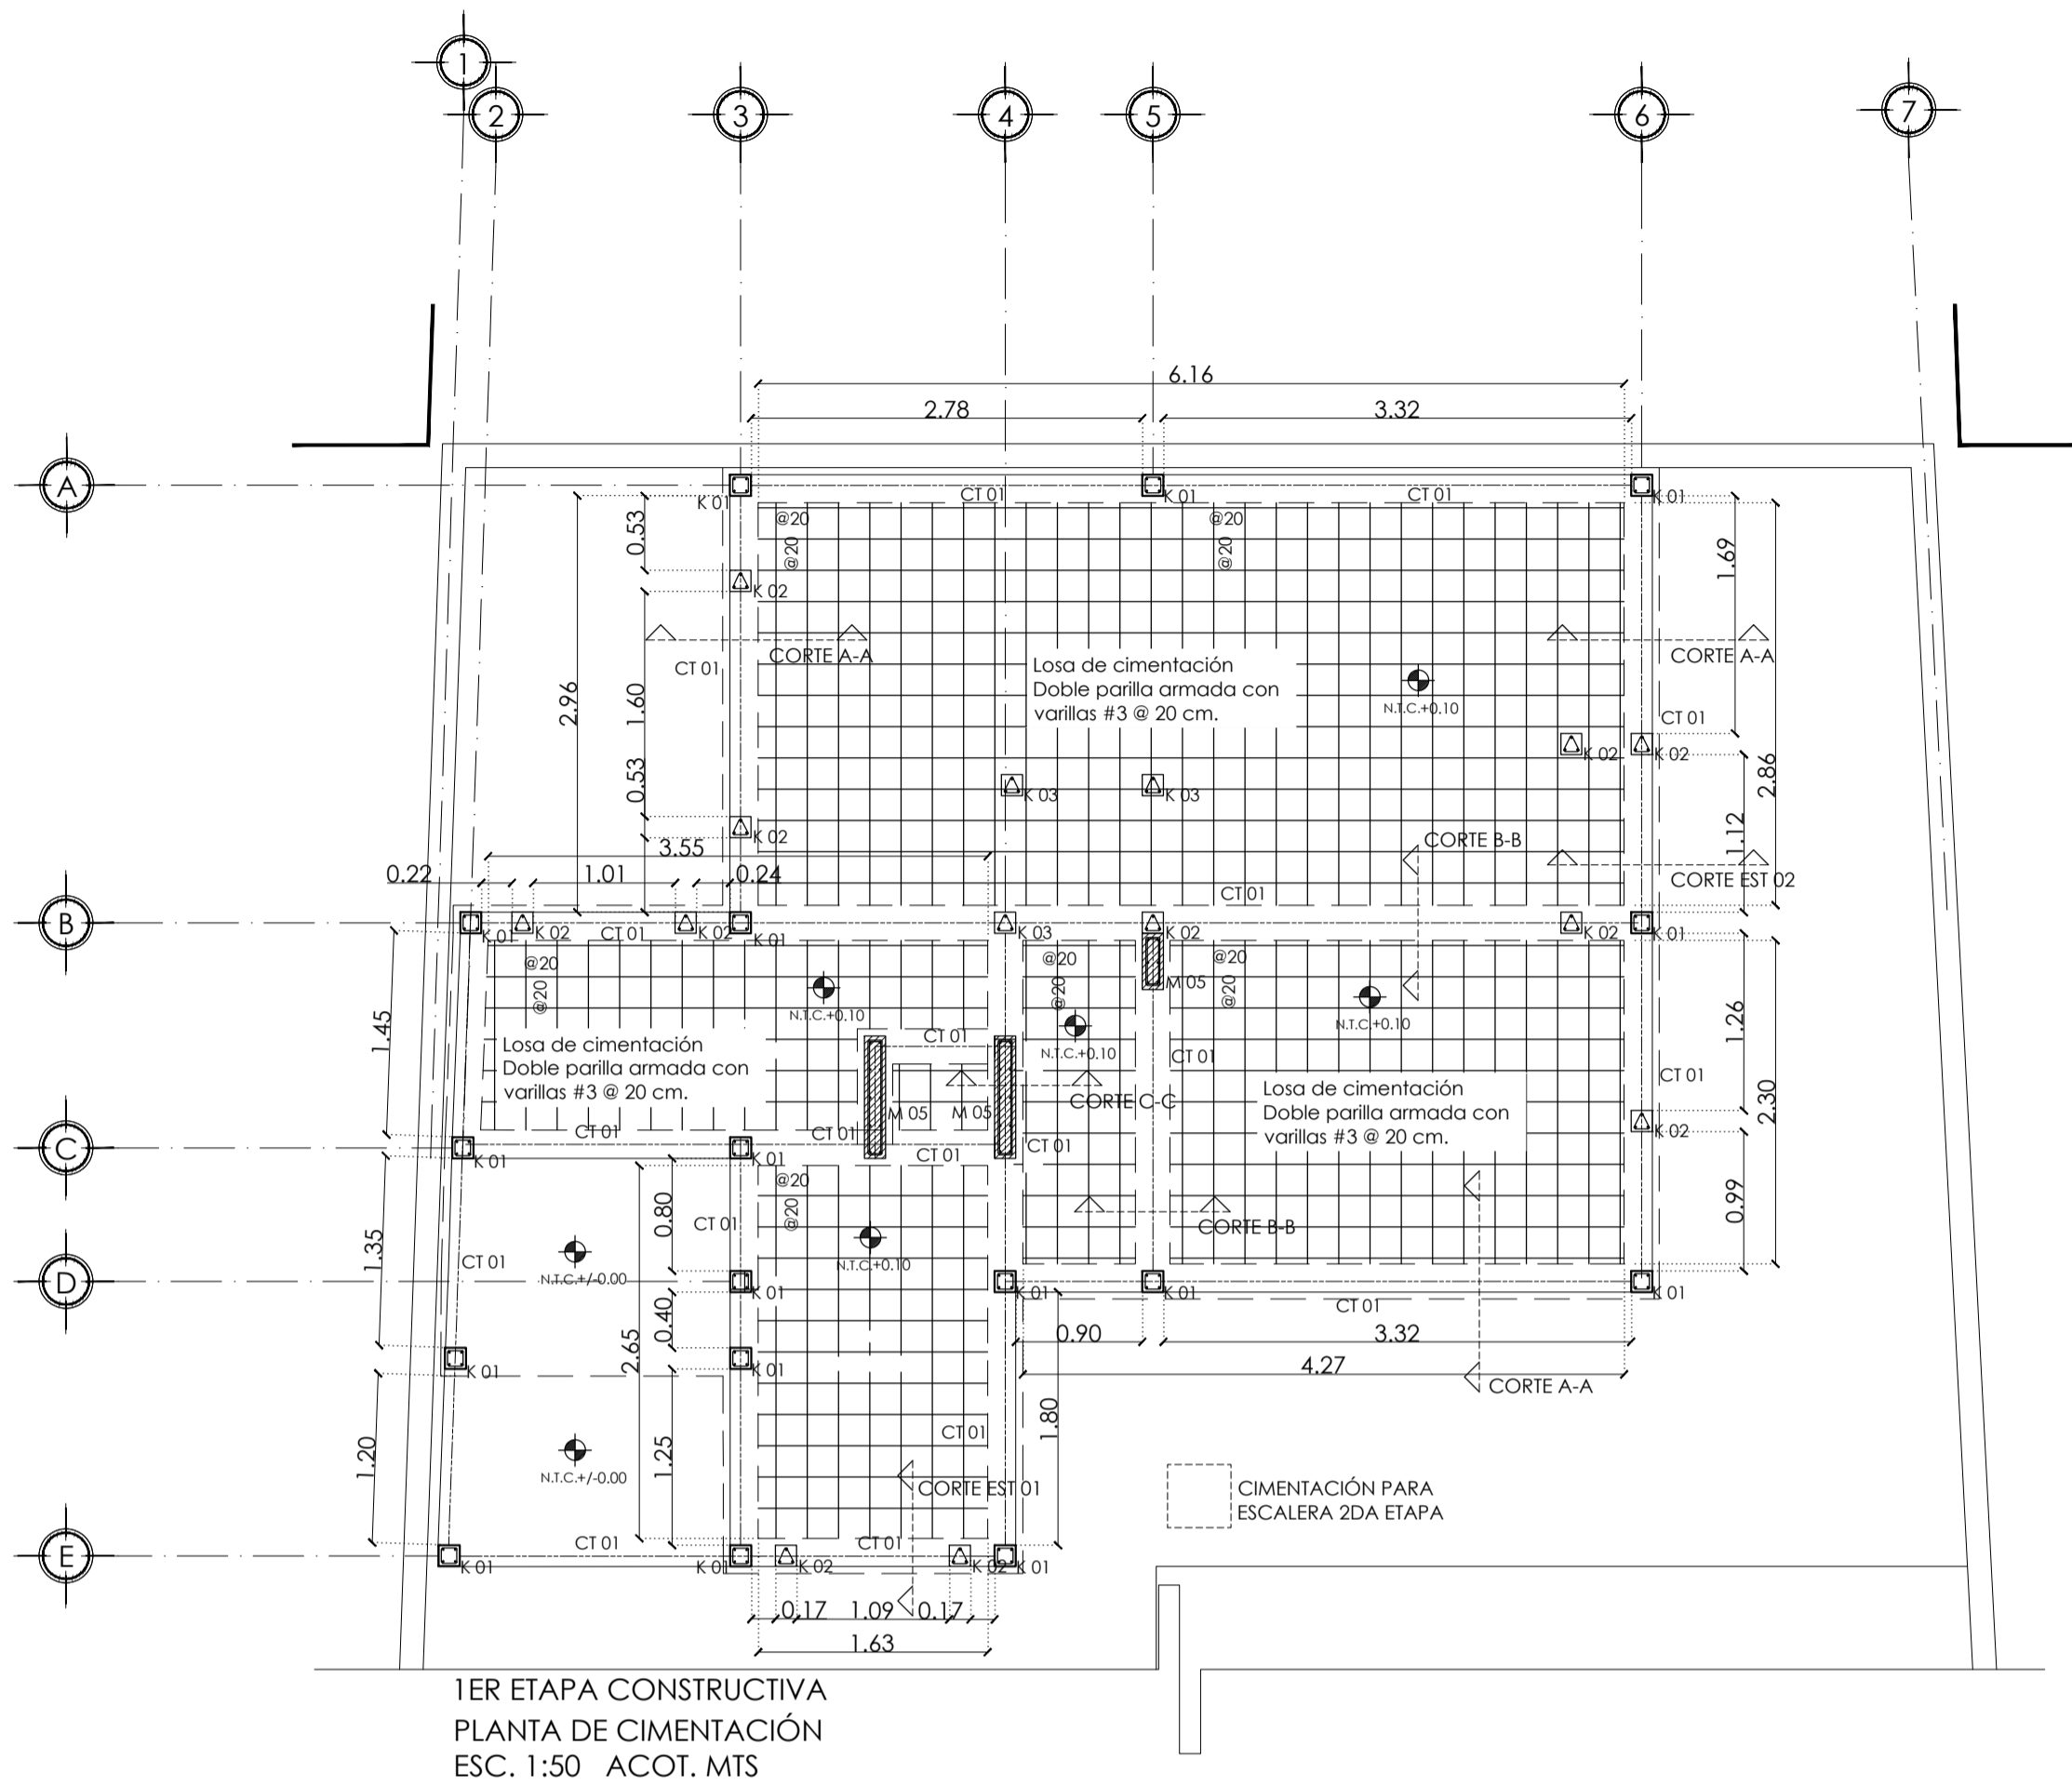 1
2
3
4
5
6
7
6.16
2.78
3.32
A
CT 01
CT 01
K 01
K 01
K 01
@20
@20
@20
@20
0.53
1.69
K 02
CORTE A-A
CORTE A-A
CT 01
Losa de cimentación
Doble parilla armada con
varillas #3 @ 20 cm.
2.96
1.60
N.T.C.+0.10
CT 01
K 02
K 02
0.53
K 03
K 03
2.86
1.12
K 02
CORTE B-B
3.55
0.22
1.01
0.24
CORTE EST 02
CT 01
B
K 01
K 02
CT 01
K 02
K 01
K 03
K 02
K 02
K 01
@20
@20
@20
@20
@20
@20
M 05
N.T.C.+0.10
N.T.C.+0.10
N.T.C.+0.10
1.45
1.26
CT 01
CT 01
CT 01
Losa de cimentación
Doble parilla armada con
varillas #3 @ 20 cm.
Losa de cimentación
Doble parilla armada con
varillas #3 @ 20 cm.
M 05
M 05
CORTE C-C
2.30
K 02
C
CT 01
CT 01
CT 01
CT 01
K 01
K 01
@20
@20
0.80
0.99
CT 01
CORTE B-B
1.35
CT 01
N.T.C.+/-0.00
N.T.C.+0.10
D
K 01
K 01
K 01
K 01
CT 01
0.40
2.65
0.90
3.32
4.27
K 01
K 01
CORTE A-A
1.80
1.20
1.25
CT 01
N.T.C.+/-0.00
CORTE EST 01
CIMENTACIÓN PARA
ESCALERA 2DA ETAPA
E
CT 01
CT 01
K 01
K 01
K 02
K 02
K 01
0.17
1.09
0.17
1.63
1ER ETAPA CONSTRUCTIVA
PLANTA DE CIMENTACIÓN
ESC. 1:50 ACOT. MTS